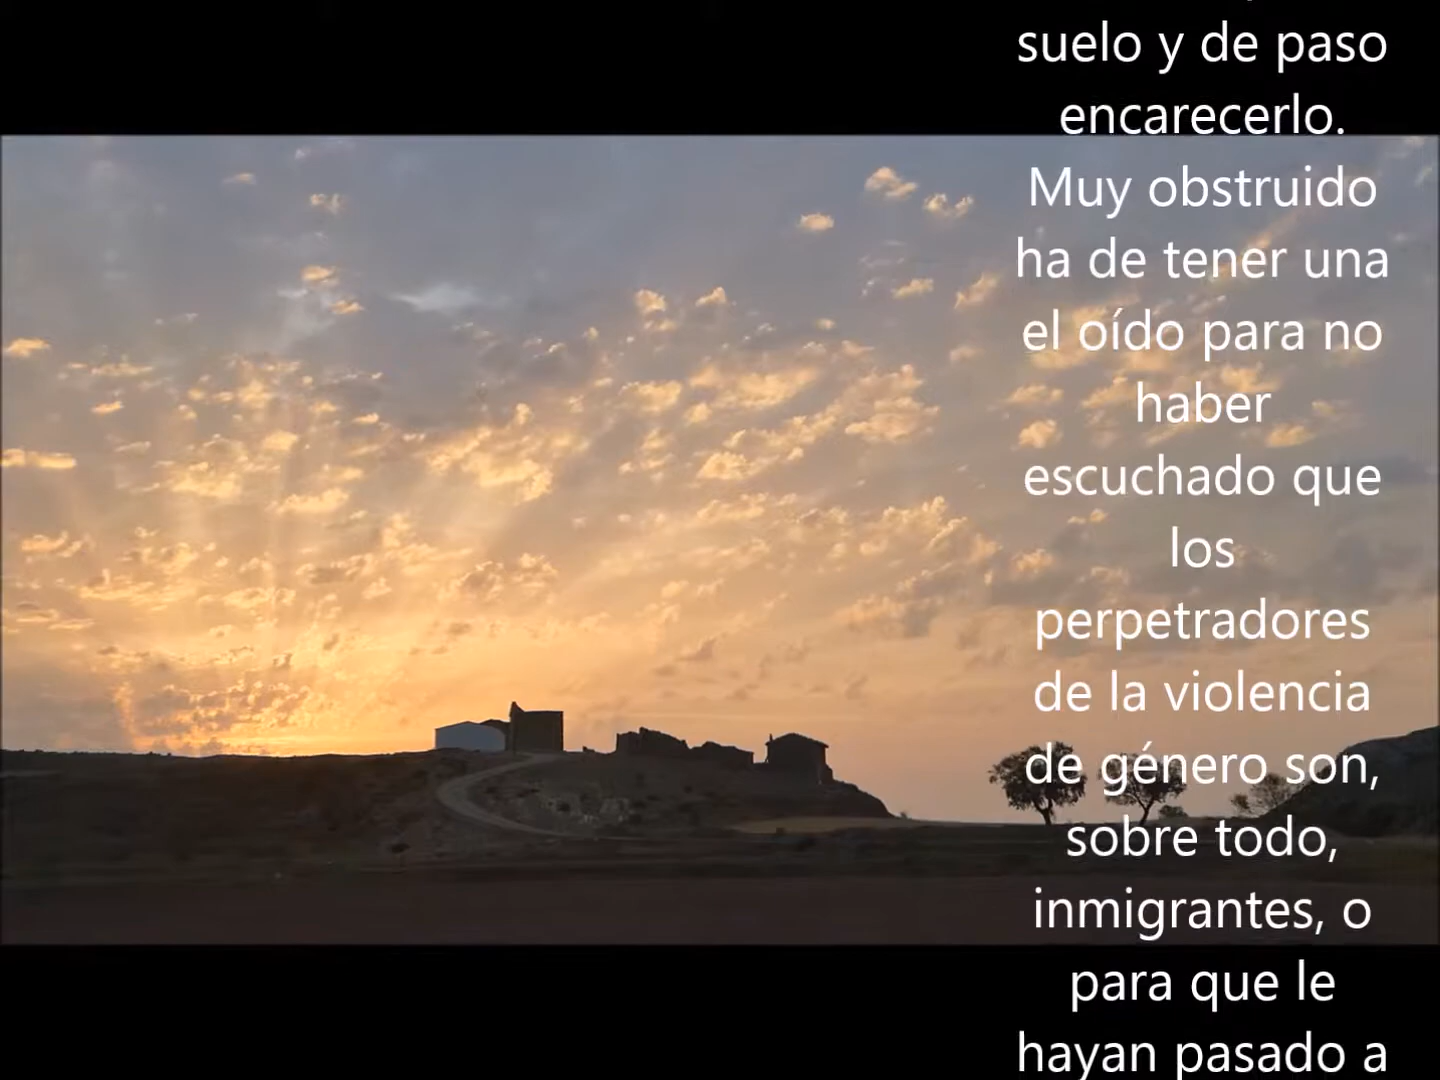 suelo y de paso
encarecerlo.
Muy obstruido
ha de tener una
el oído para no
haber
escuchado que
los
perpetradores
de la violencia
de género son,
sobre todo,
inmigrantes, o
para que le
hayan pasado a